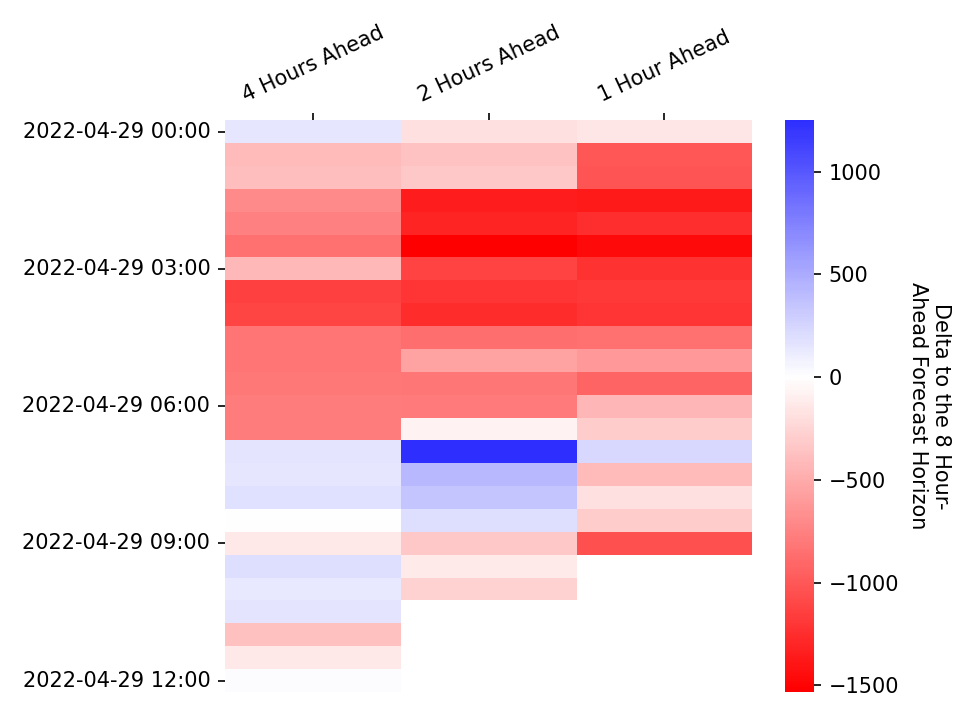 4 Hours Ahead
2 Hours Ahead
1 Hour Ahead
2022-04-29 00:00
2022-04-29 03:00
2022-04-29 06:00
2022-04-29 09:00
2022-04-29 12:00
1000
500
0
−500
−1000
−1500
Delta to the 8 Hour-
Ahead Forecast Horizon